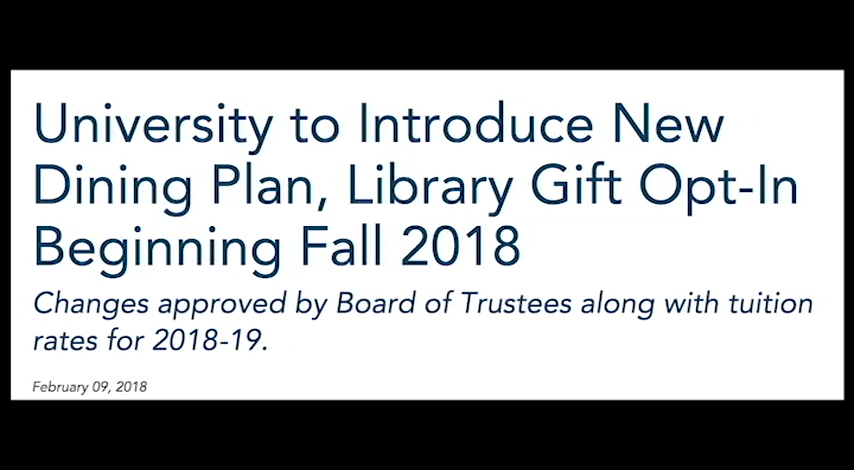 University to Introduce New
Dining Plan, Library Gift Opt-In
Beginning Fall 2018
Changes approved by Board of Trustees along with tuition
rates for 2018-19.
February 09, 2018